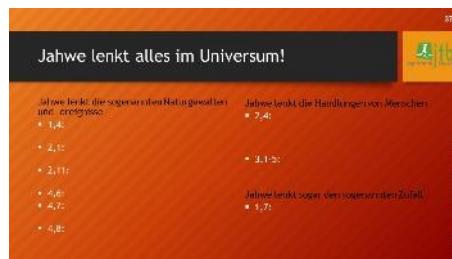 Jahwe lenkt alles im Universum!
Jahwe lenkt die sogenannten Naturgewalten
und -ereignisse
• 1,4:
• 2,1:
• 2,11:
• 4,6:
• 4,7:
• 4,8:
Jahwe lenkt die Handlungen von Menschen
• 2,4:
• 3,1-5:
Jahwe lenkt sogar den sogenannten Zufall
• 1,7: